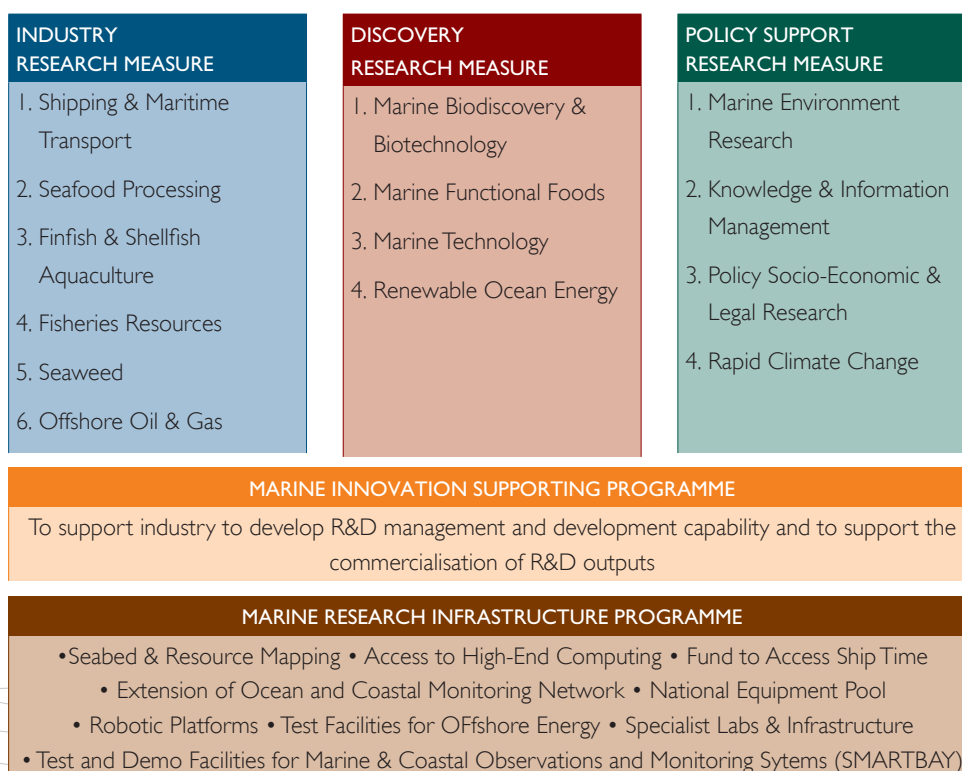 INDUSTRY
RESEARCH MEASURE
1. Shipping & Maritime
Transport
2. Seafood Processing
3. Finfish & Shellfish
Aquaculture
4. Fisheries Resources
5. Seaweed
6. Offshore Oil & Gas
DISCOVERY
RESEARCH MEASURE
1. Marine Biodiscovery &
Biotechnology
2. Marine Functional Foods
3. Marine Technology
4. Renewable Ocean Energy
POLICY SUPPORT
RESEARCH MEASURE
1. Marine Environment
Research
2. Knowledge & Information
Management
3. Policy Socio-Economic &
Legal Research
4. Rapid Climate Change
MARINE INNOVATION SUPPORTING PROGRAMME
To support industry to develop R&D management and development capability and to support the
commercialisation of R&D outputs
MARINE RESEARCH INFRASTRUCTURE PROGRAMME
•Seabed & Resource Mapping • Access to High-End Computing • Fund to Access Ship Time
• Extension of Ocean and Coastal Monitoring Network • National Equipment Pool
• Robotic Platforms • Test Facilities for OFfshore Energy • Specialist Labs & Infrastructure
• Test and Demo Facilities for Marine & Coastal Observations and Monitoring Sytems (SMARTBAY)